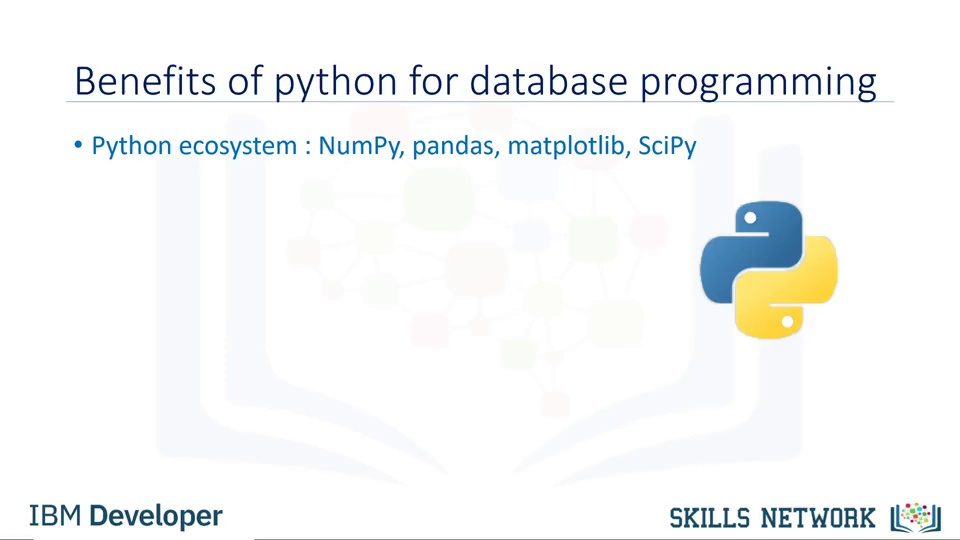 Benefits of python for database programming
• Python ecosystem : NumPy, pandas, matplotlib, SciPy
IBM Developer
SKILLS NETWORK